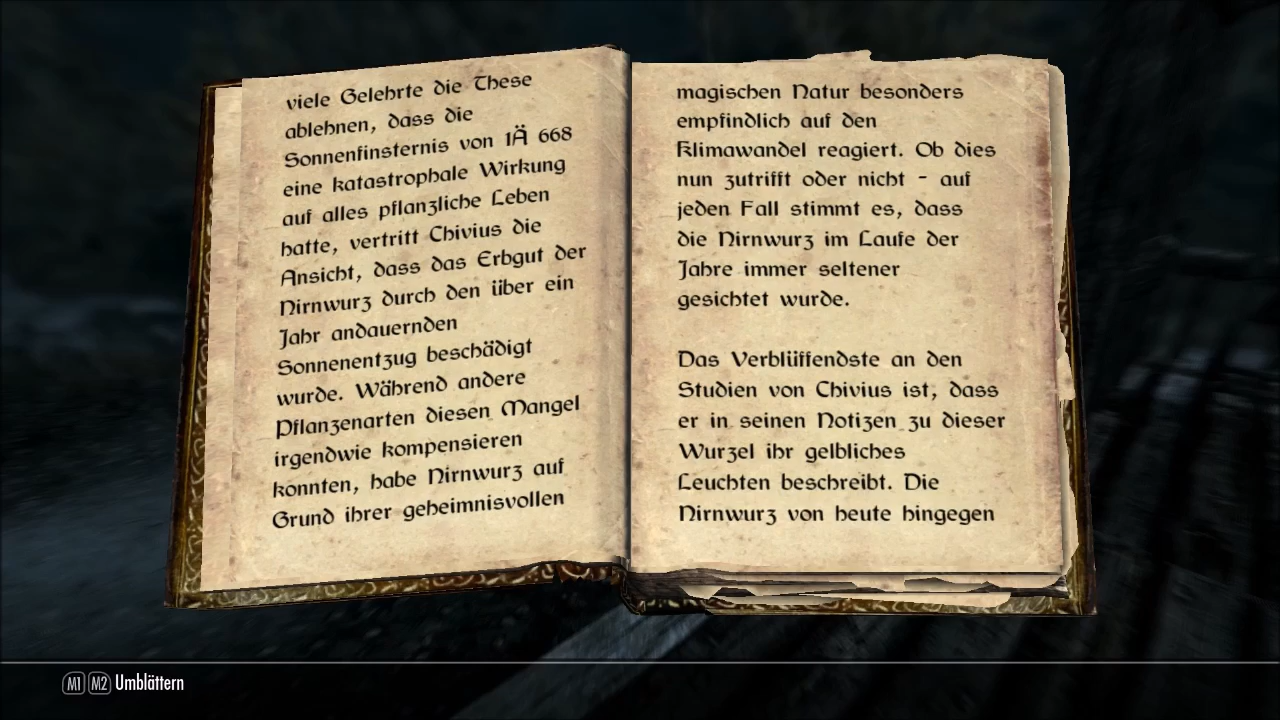 viele Gelehrte die These
ablehnen, dass die
Sonnenfinsternis von 1Ä 668
eine katastrophale Wirkung
auf alles pflanzliche Leben
hatte, vertritt Chivius die
Ansicht, dass das Erbgut der
Nirnwurz durch den über ein
Jahr andauernden
Sonnenentzug beschädigt
wurde. Während andere
Pflanzenarten diesen Mangel
irgendwie kompensieren
konnten, habe Nirnwurz auf
Grund ihrer geheimnisvollen
magischen Natur besonders
empfindlich auf den
Klimawandel reagiert. Ob dies
nun zutrifft oder nicht - auf
jeden Fall stimmt es, dass
die Nirnwurz im Laufe der
Jahre immer seltener
gesichtet wurde.
Das Verblüffendste an den
Studien von Chivius ist, dass
er in seinen Notizen zu dieser
Wurzel ihr gelbliches
Leuchten beschreibt. Die
Nirnwurz von heute hingegen
M1 M2 Umblättern